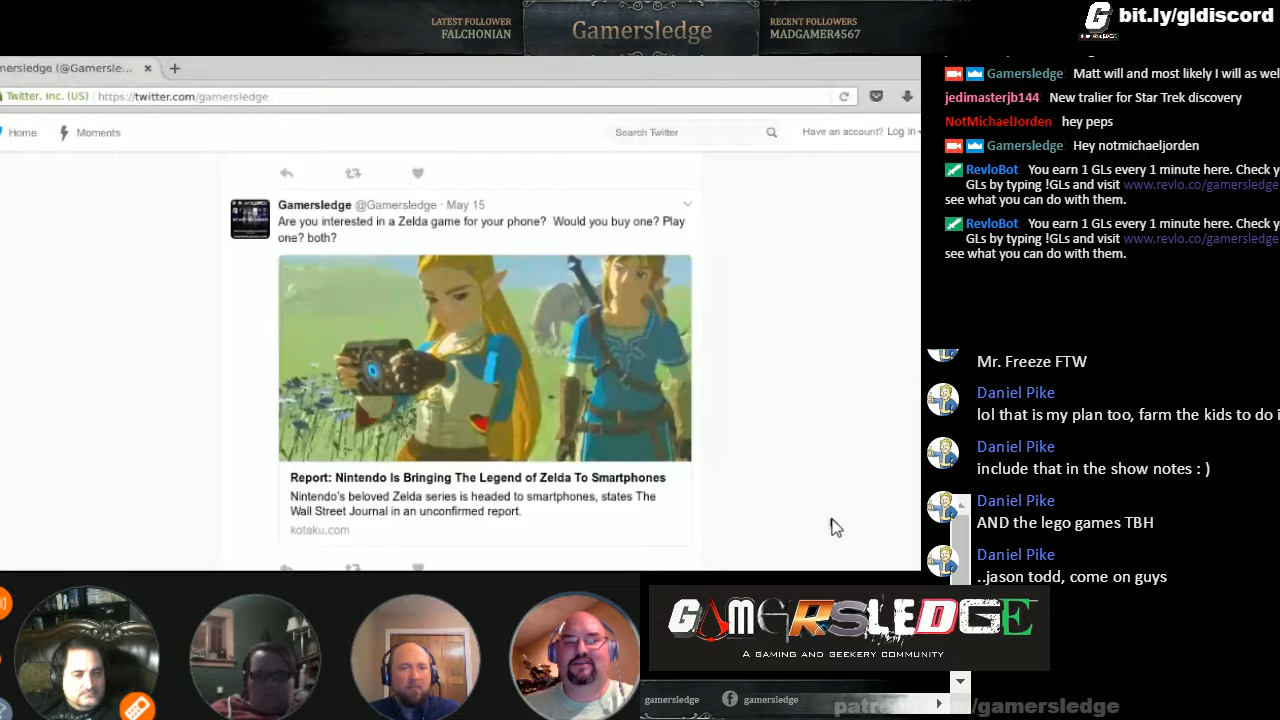 LATEST FOLLOWER
FALCHONIAN
Gamersledge
RECENT FOLLOWERS
MADGAMER4567
bit.ly/gldiscord
mersledge (@Gamersle...
Twitter, Inc. (US)
https://twitter.com/gamersledge
Home
Moments
Search Twitter
Have an account? Log in
Gamersledge @Gamersledge · May 15
Are you interested in a Zelda game for your phone? Would you buy one? Play
one? both?
Report: Nintendo Is Bringing The Legend of Zelda To Smartphones
Nintendo's beloved Zelda series is headed to smartphones, states The
Wall Street Journal in an unconfirmed report.
kotaku.com
Gamersledge Matt will and most likely I will as wel
jedimasterjb144 New tralier for Star Trek discovery
NotMichaelJorden hey peps
Gamersledge Hey notmichaeljorden
RevloBot: You earn 1 GLs every 1 minute here. Check y
GLs by typing !GLs and visit www.revlo.co/gamersledge
see what you can do with them.
RevloBot: You earn 1 GLs every 1 minute here. Check y
GLs by typing !GLs and visit www.revlo.co/gamersledge
see what you can do with them.
Mr. Freeze FTW
Daniel Pike
lol that is my plan too, farm the kids to do i
Daniel Pike
include that in the show notes : )
Daniel Pike
AND the lego games TBH
Daniel Pike
..jason todd, come on guys
GAMERSLEDGE
A GAMING AND GEEKERY COMMUNITY
gamersledge
gamersledge
patreon.com/gamersledge